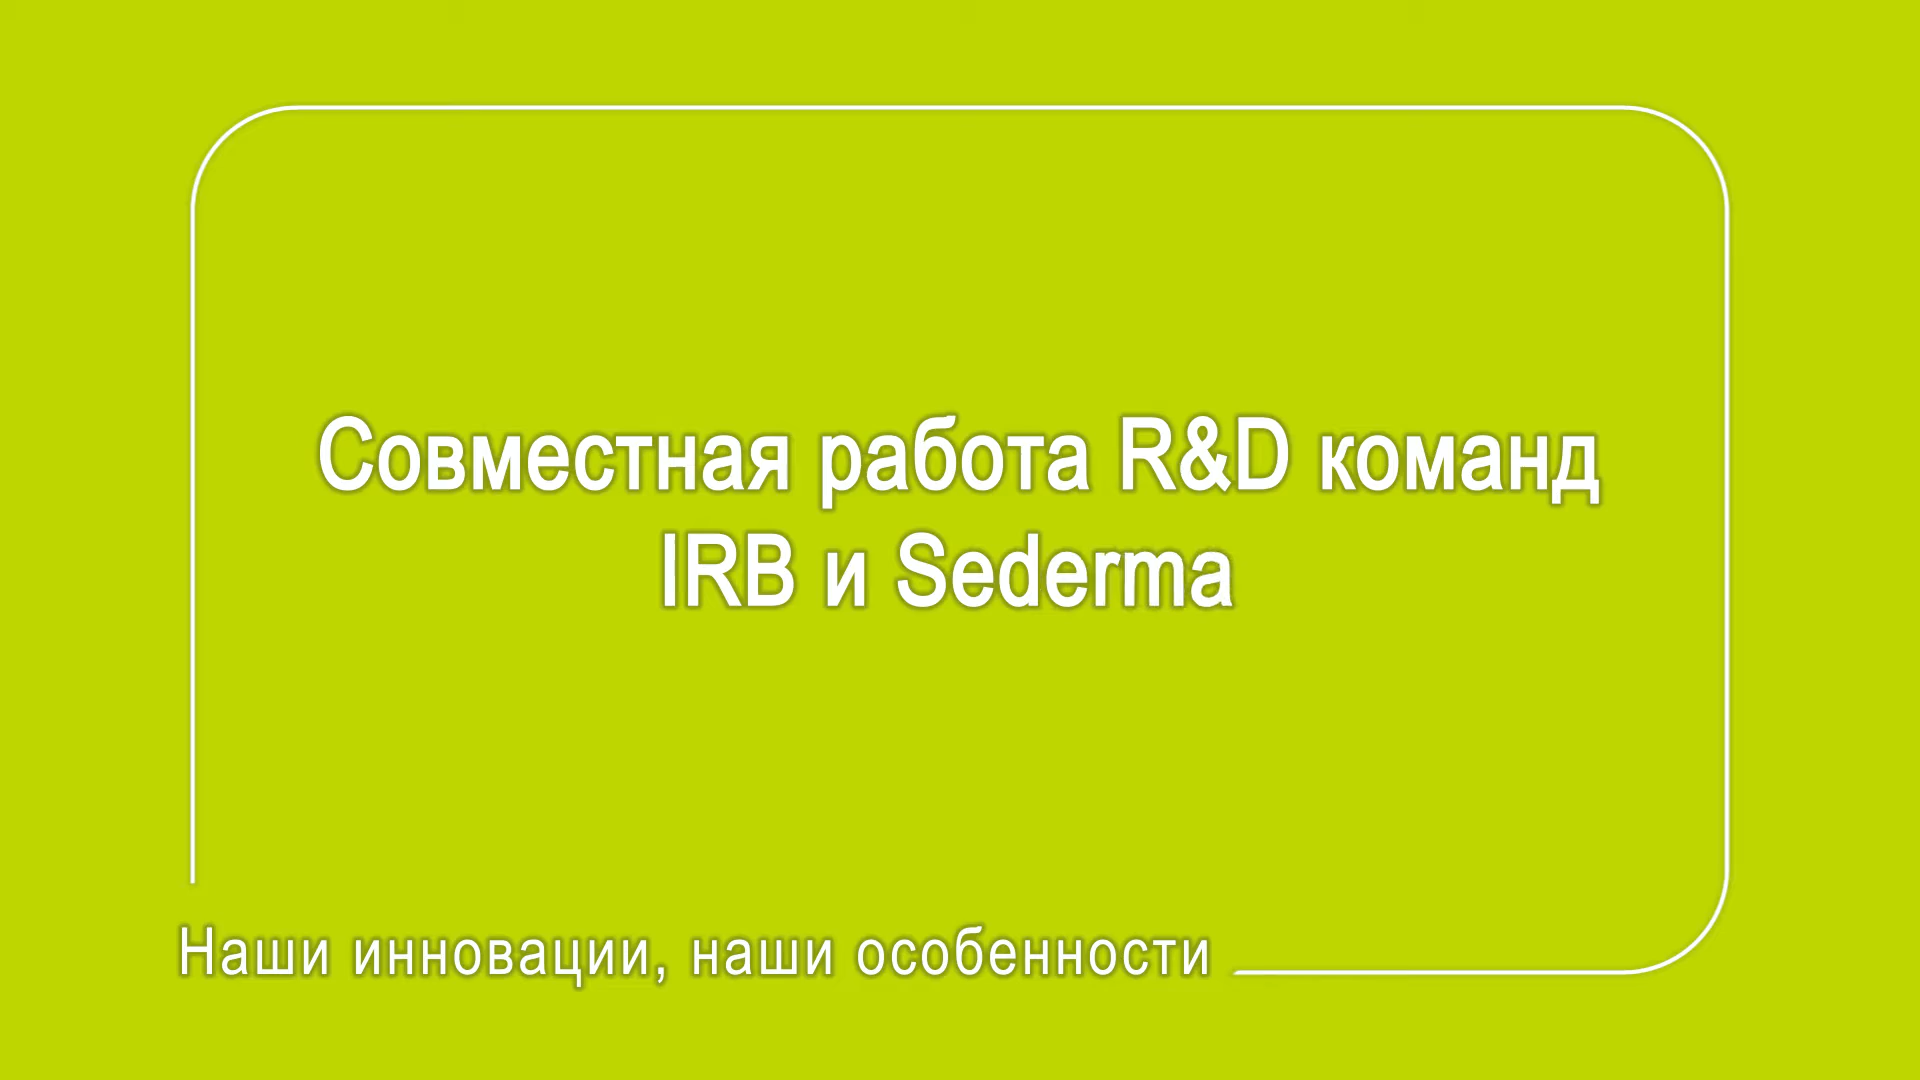 Совместная работа R&D команд
IRB и Sederma
Наши инновации, наши особенности